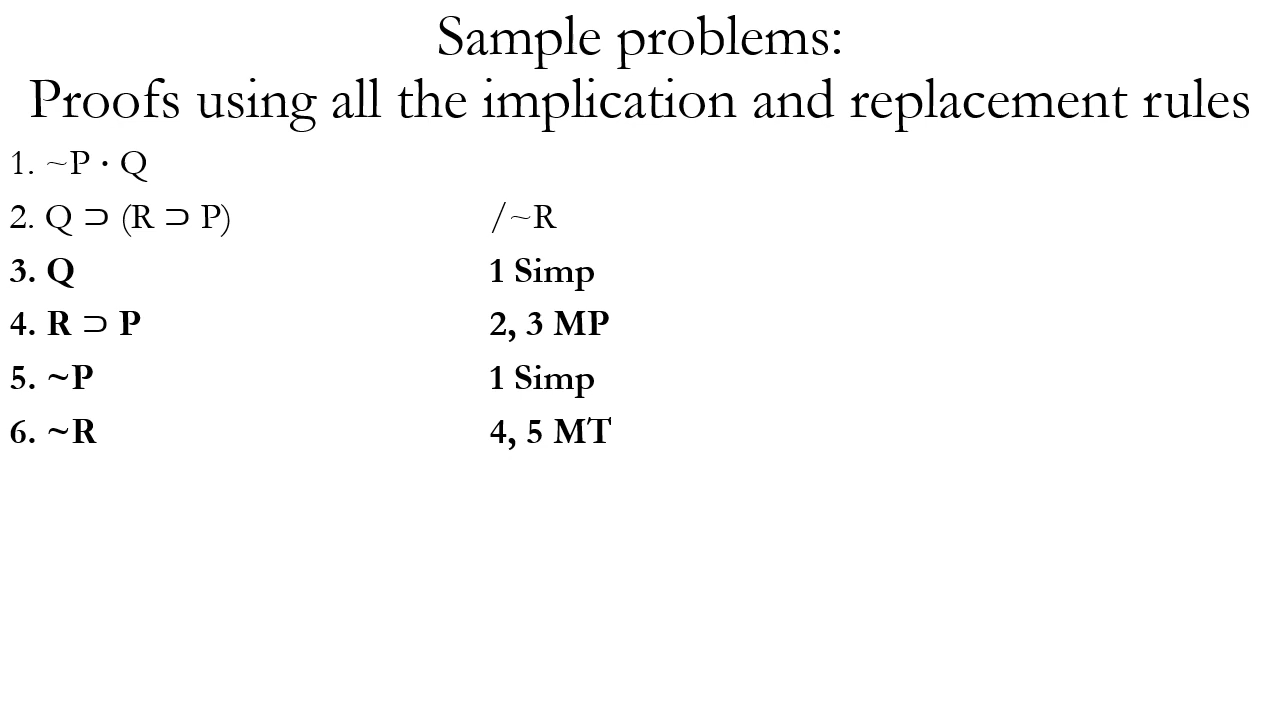 Sample problems:
Proofs using all the implication and replacement rules
1. ~P · Q
2. Q ⊃ (R ⊃ P) /~R
3. Q 1 Simp
4. R ⊃ P 2, 3 MP
5. ~P 1 Simp
6. ~R 4, 5 MT